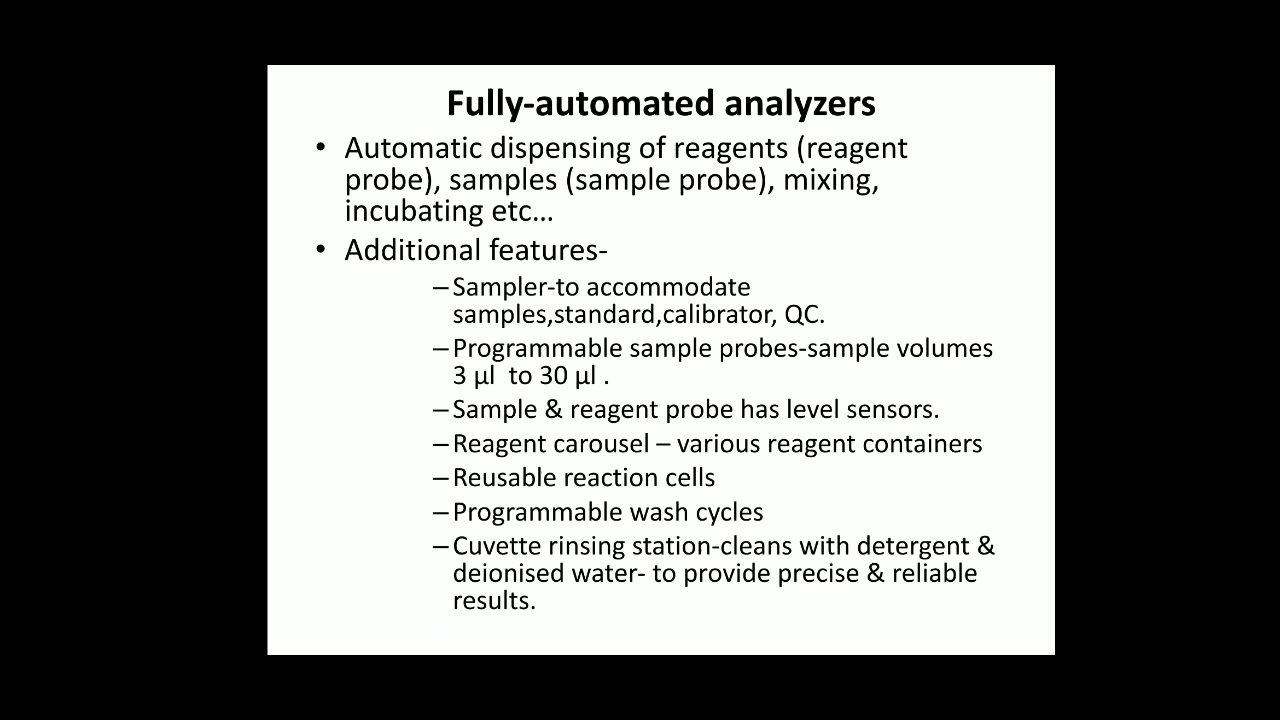 Fully-automated analyzers
• Automatic dispensing of reagents (reagent
probe), samples (sample probe), mixing,
incubating etc…
• Additional features-
–Sampler-to accommodate
samples,standard,calibrator, QC.
–Programmable sample probes-sample volumes
3 µl  to 30 µl .
–Sample & reagent probe has level sensors.
–Reagent carousel – various reagent containers
–Reusable reaction cells
–Programmable wash cycles
–Cuvette rinsing station-cleans with detergent &
deionised water- to provide precise & reliable
results.